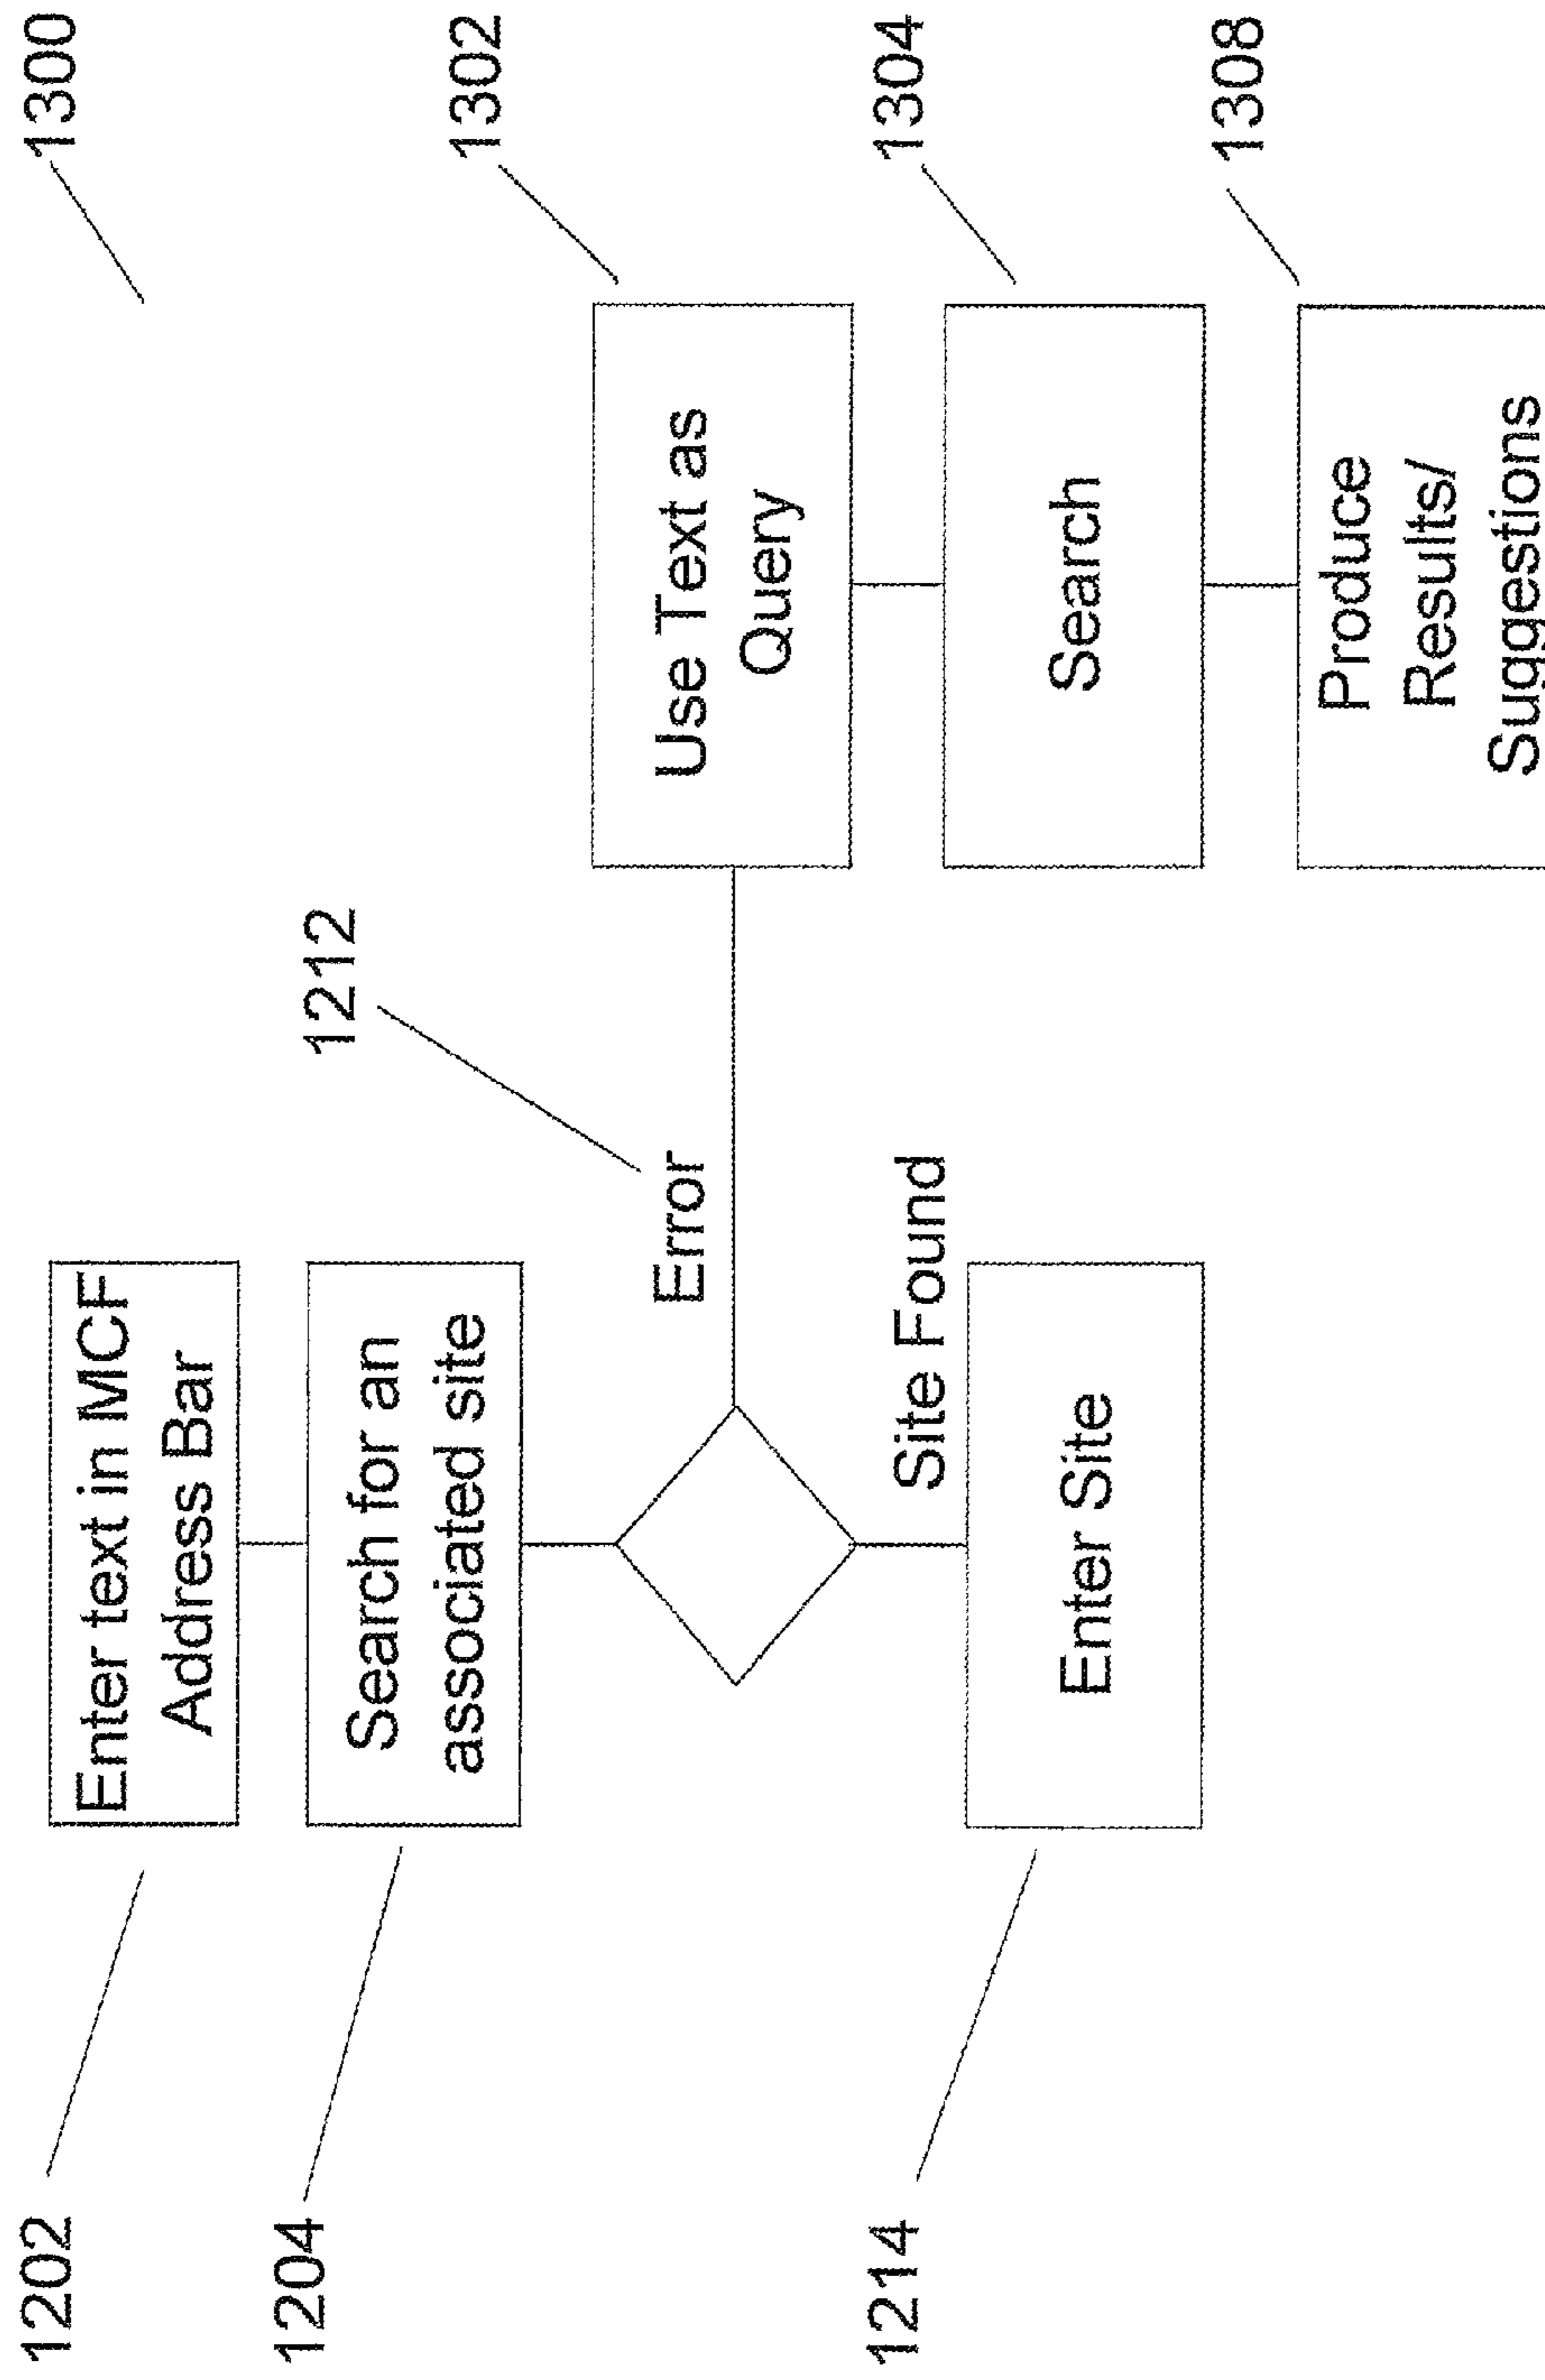 1300
1202
Enter text in MCF
Address Bar
1204
Search for an
associated site
1212
Error
1302
Use Text as
Query
1304
Search
Site Found
1214
Enter Site
1308
Produce
Results/
Suggestions